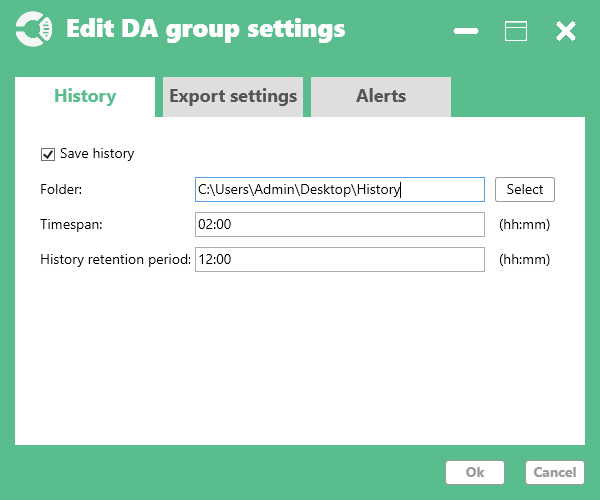 Edit DA group settings
History Export settings Alerts
Save history
Folder: C:\Users\Admin\Desktop\History Select
Timespan: 02:00 (hh:mm)
History retention period: 12:00 (hh:mm)
Ok Cancel